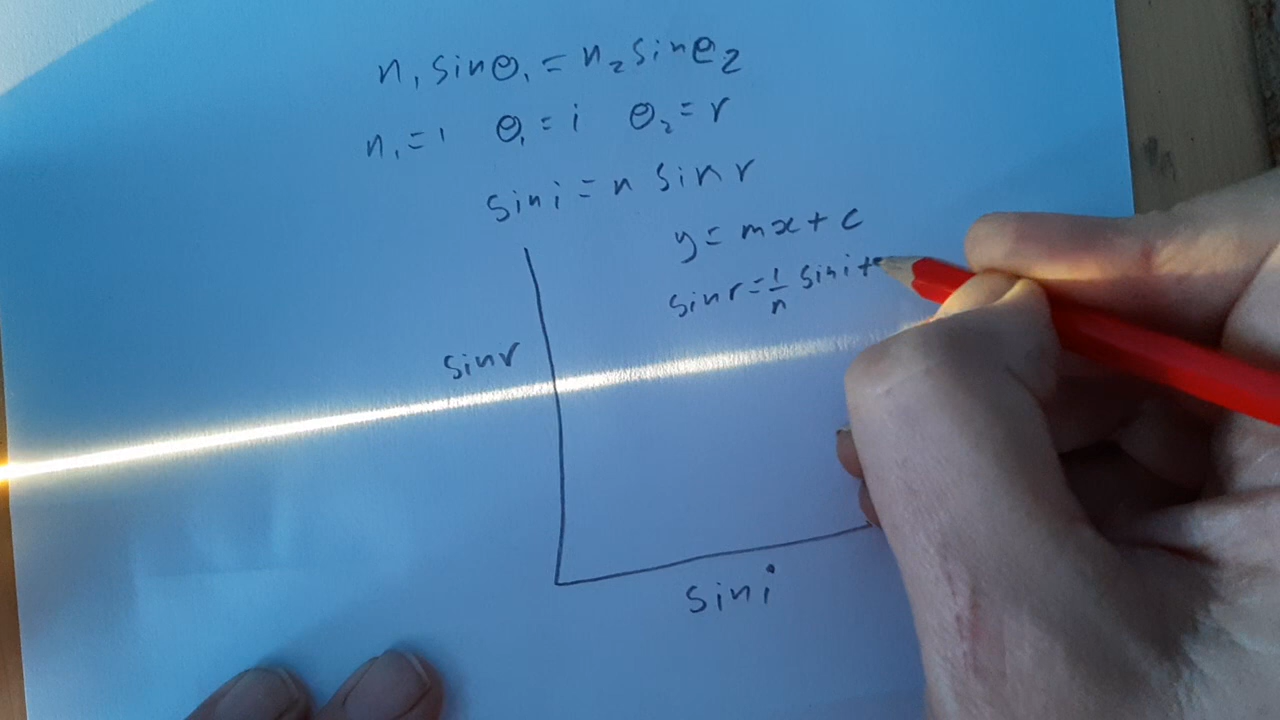 n₁ sinθ₁ = n₂ sinθ₂
n₁ = 1 θ₁ = i θ₂ = r
sin i = n sin r
y = mx + c
sin r = 1/n sin i +
sin r
sin i